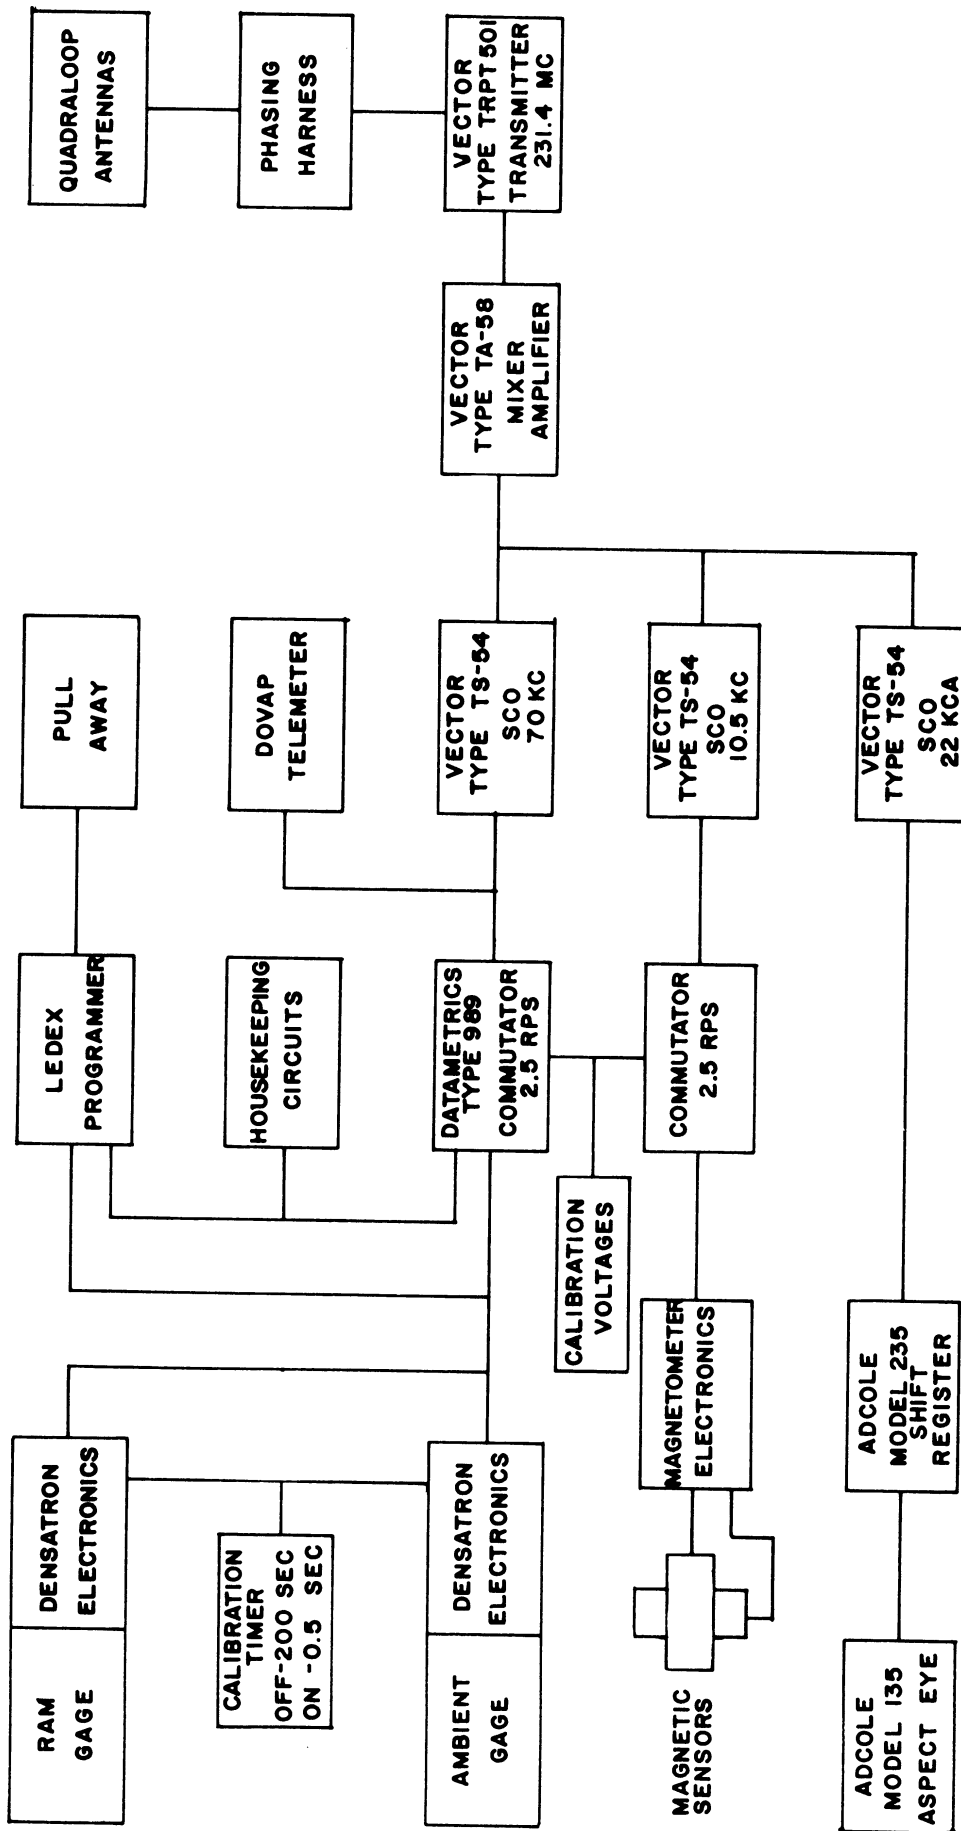 RAM
GAGE
DENSATRON
ELECTRONICS
LEDEX
PROGRAMMER
PULL
AWAY
QUADRALOOP
ANTENNAS
CALIBRATION
TIMER
OFF-200 SEC
ON -0.5 SEC
HOUSEKEEPING
CIRCUITS
DOVAP
TELEMETER
PHASING
HARNESS
AMBIENT
GAGE
DENSATRON
ELECTRONICS
DATAMETRICS
TYPE 989
COMMUTATOR
2.5 RPS
VECTOR
TYPE TS-54
SCO
70 KC
VECTOR
TYPE TA-58
MIXER
AMPLIFIER
VECTOR
TYPE TRPT 501
TRANSMITTER
231.4 MC
CALIBRATION
VOLTAGES
MAGNETIC
SENSORS
MAGNETOMETER
ELECTRONICS
COMMUTATOR
2.5 RPS
VECTOR
TYPE TS-54
SCO
10.5 KC
ADCOLE
MODEL 135
ASPECT EYE
ADCOLE
MODEL 235
SHIFT
REGISTER
VECTOR
TYPE TS-54
SCO
22 KCA